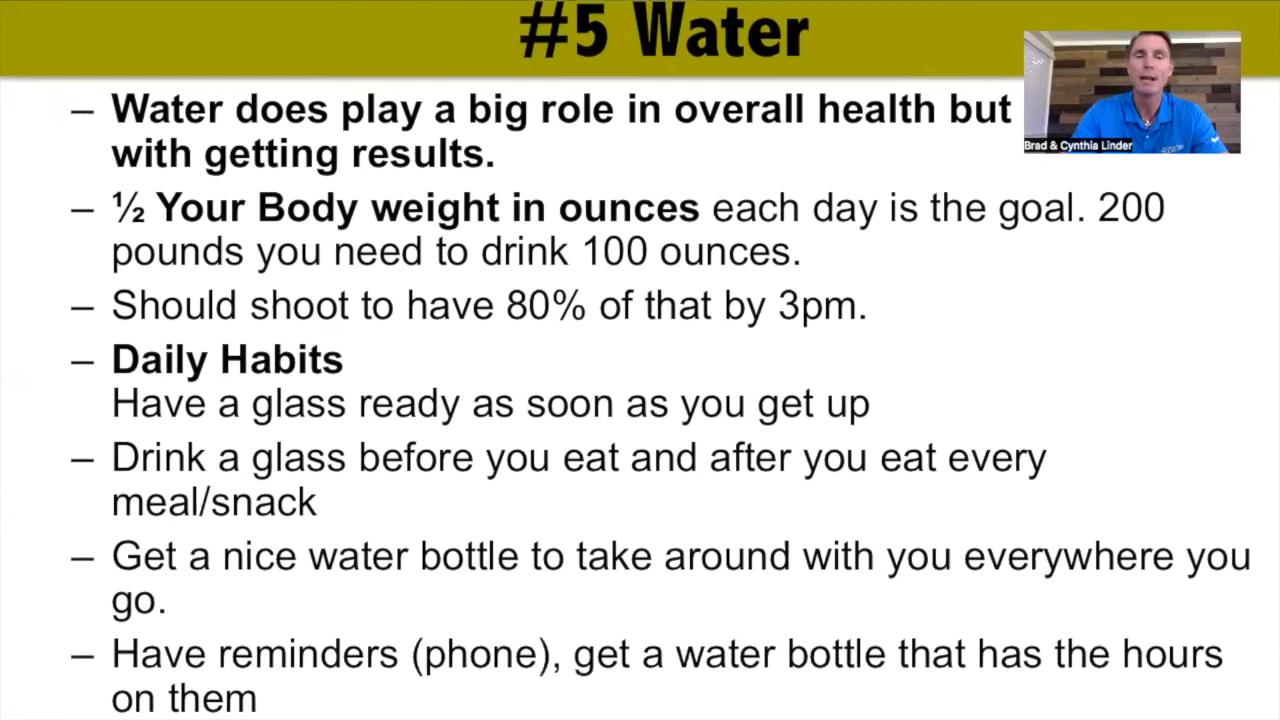 #5 Water
– Water does play a big role in overall health but
with getting results.
– ½ Your Body weight in ounces each day is the goal. 200
pounds you need to drink 100 ounces.
– Should shoot to have 80% of that by 3pm.
– Daily Habits
Have a glass ready as soon as you get up
– Drink a glass before you eat and after you eat every
meal/snack
– Get a nice water bottle to take around with you everywhere you
go.
– Have reminders (phone), get a water bottle that has the hours
on them
Brad & Cynthia Linder